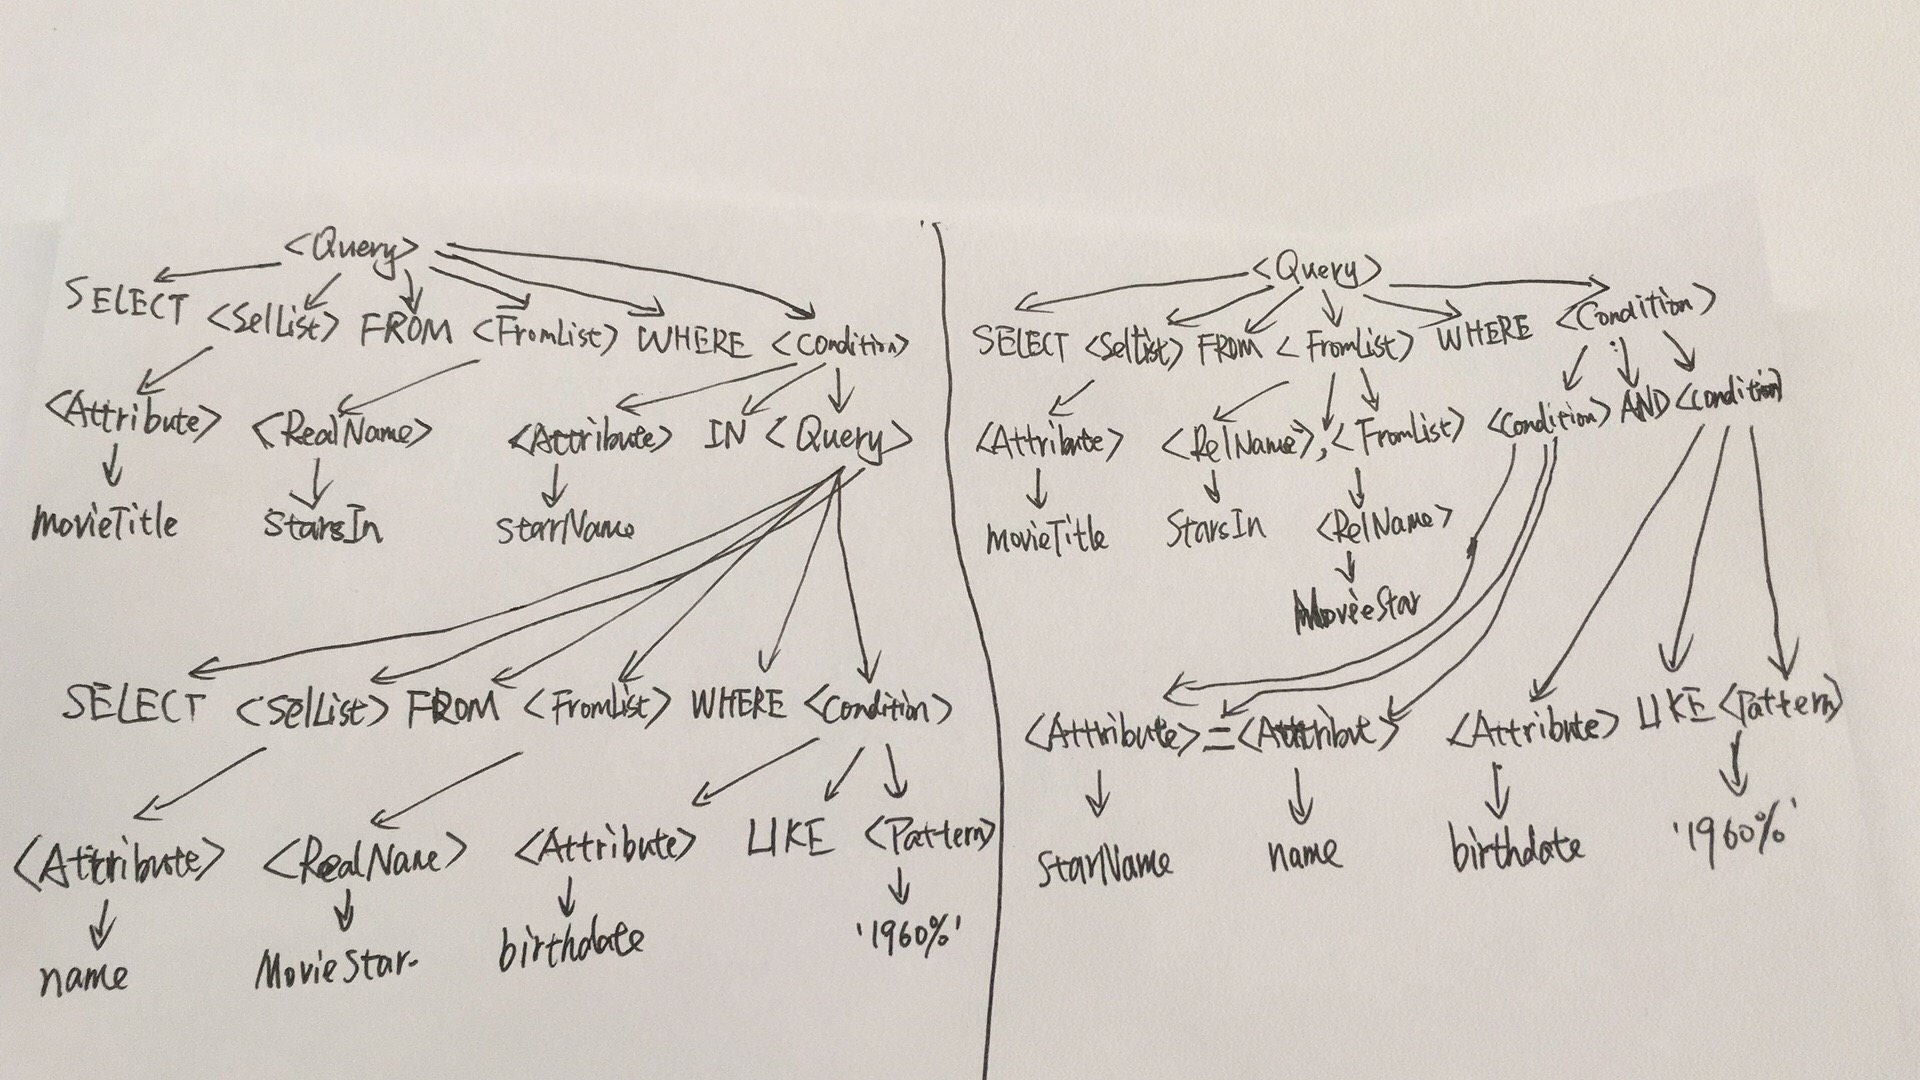 <Query>
SELECT <SelList> FROM <FromList> WHERE <Condition>
<Attribute> <RealName> <Attribute> IN <Query>
movieTitle StarsIn starName
SELECT <SelList> FROM <FromList> WHERE <Condition>
<Attribute> <RealName> <Attribute> LIKE <Pattern>
name MovieStar birthdate '1960%'
<Query>
SELECT <SelList> FROM <FromList> WHERE <Condition>
<Attribute> <RelName>, <FromList> <Condition> AND <Condition>
movieTitle StarsIn <RelName>
MovieStar
<Attribute> = <Attribut> <Attribute> LIKE <Pattern>
starName name birthdate '1960%'